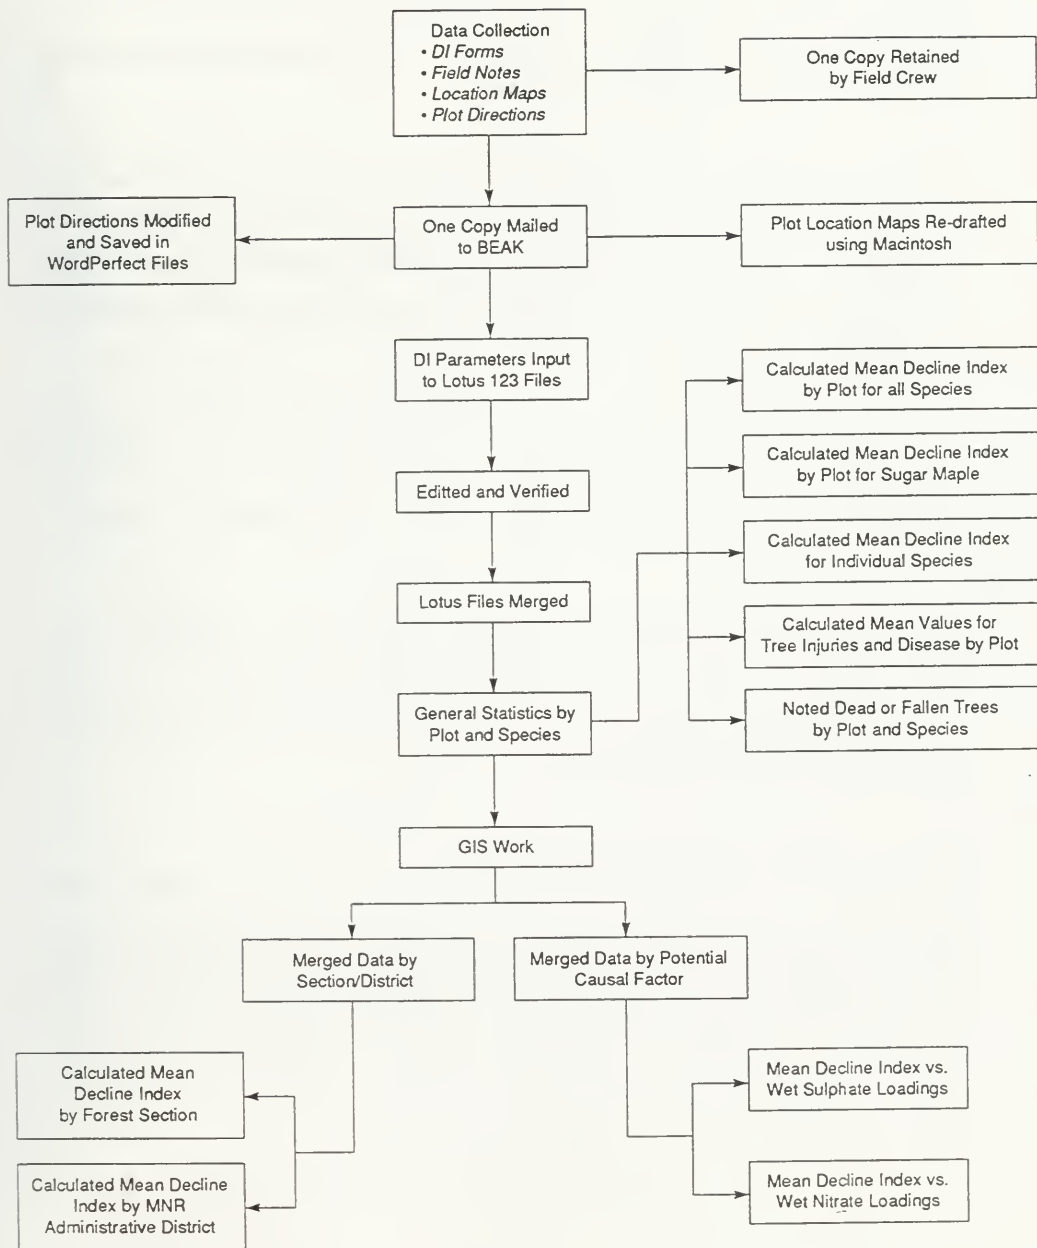 Data Collection
• DI Forms
• Field Notes
• Location Maps
• Plot Directions
One Copy Retained
by Field Crew
Plot Directions Modified
and Saved in
WordPerfect Files
One Copy Mailed
to BEAK
Plot Location Maps Re-drafted
using Macintosh
DI Parameters Input
to Lotus 123 Files
Calculated Mean Decline Index
by Plot for all Species
Calculated Mean Decline Index
by Plot for Sugar Maple
Editted and Verified
Calculated Mean Decline Index
for Individual Species
Lotus Files Merged
Calculated Mean Values for
Tree Injuries and Disease by Plot
General Statistics by
Plot and Species
Noted Dead or Fallen Trees
by Plot and Species
GIS Work
Merged Data by
Section/District
Merged Data by Potential
Causal Factor
Calculated Mean
Decline Index
by Forest Section
Mean Decline Index vs.
Wet Sulphate Loadings
Calculated Mean Decline
Index by MNR
Administrative District
Mean Decline Index vs.
Wet Nitrate Loadings